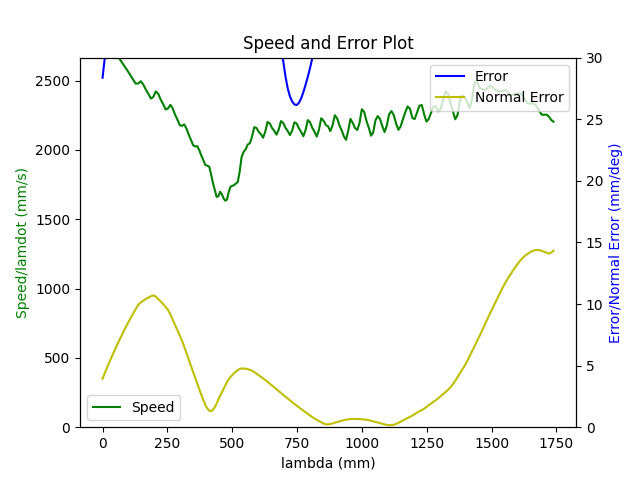 Speed and Error Plot
Speed/lamdot (mm/s)
2500
2000
1500
1000
500
0
Error
Normal Error
Speed
30
25
20
15
10
5
0
Error/Normal Error (mm/deg)
0 250 500 750 1000 1250 1500 1750
lambda (mm)